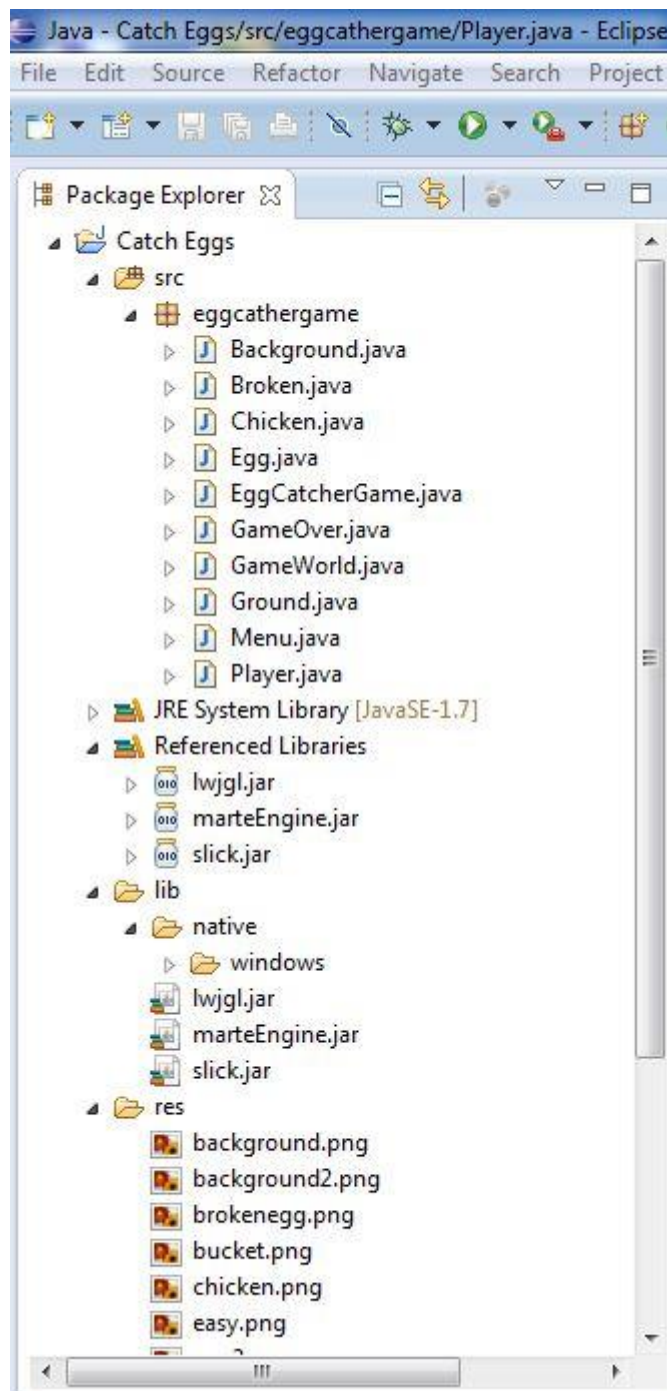 Java - Catch Eggs/src/eggcathergame/Player.java - Eclipse
File Edit Source Refactor Navigate Search Project
Package Explorer
Catch Eggs
src
eggcathergame
Background.java
Broken.java
Chicken.java
Egg.java
EggCatcherGame.java
GameOver.java
GameWorld.java
Ground.java
Menu.java
Player.java
JRE System Library [JavaSE-1.7]
Referenced Libraries
lwjgl.jar
marteEngine.jar
slick.jar
lib
native
windows
lwjgl.jar
marteEngine.jar
slick.jar
res
background.png
background2.png
brokenegg.png
bucket.png
chicken.png
easy.png